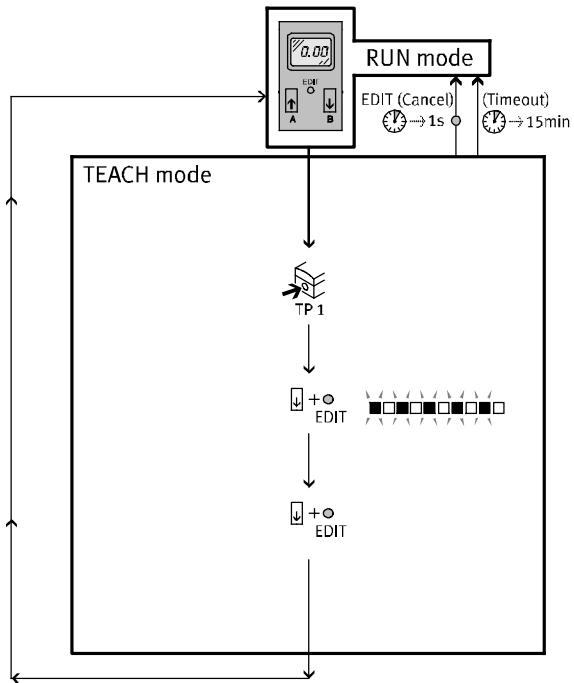 0.00
RUN mode
EDIT
A B
EDIT (Cancel) (Timeout)
1s 15min
TEACH mode
TP 1
+
EDIT
+
EDIT